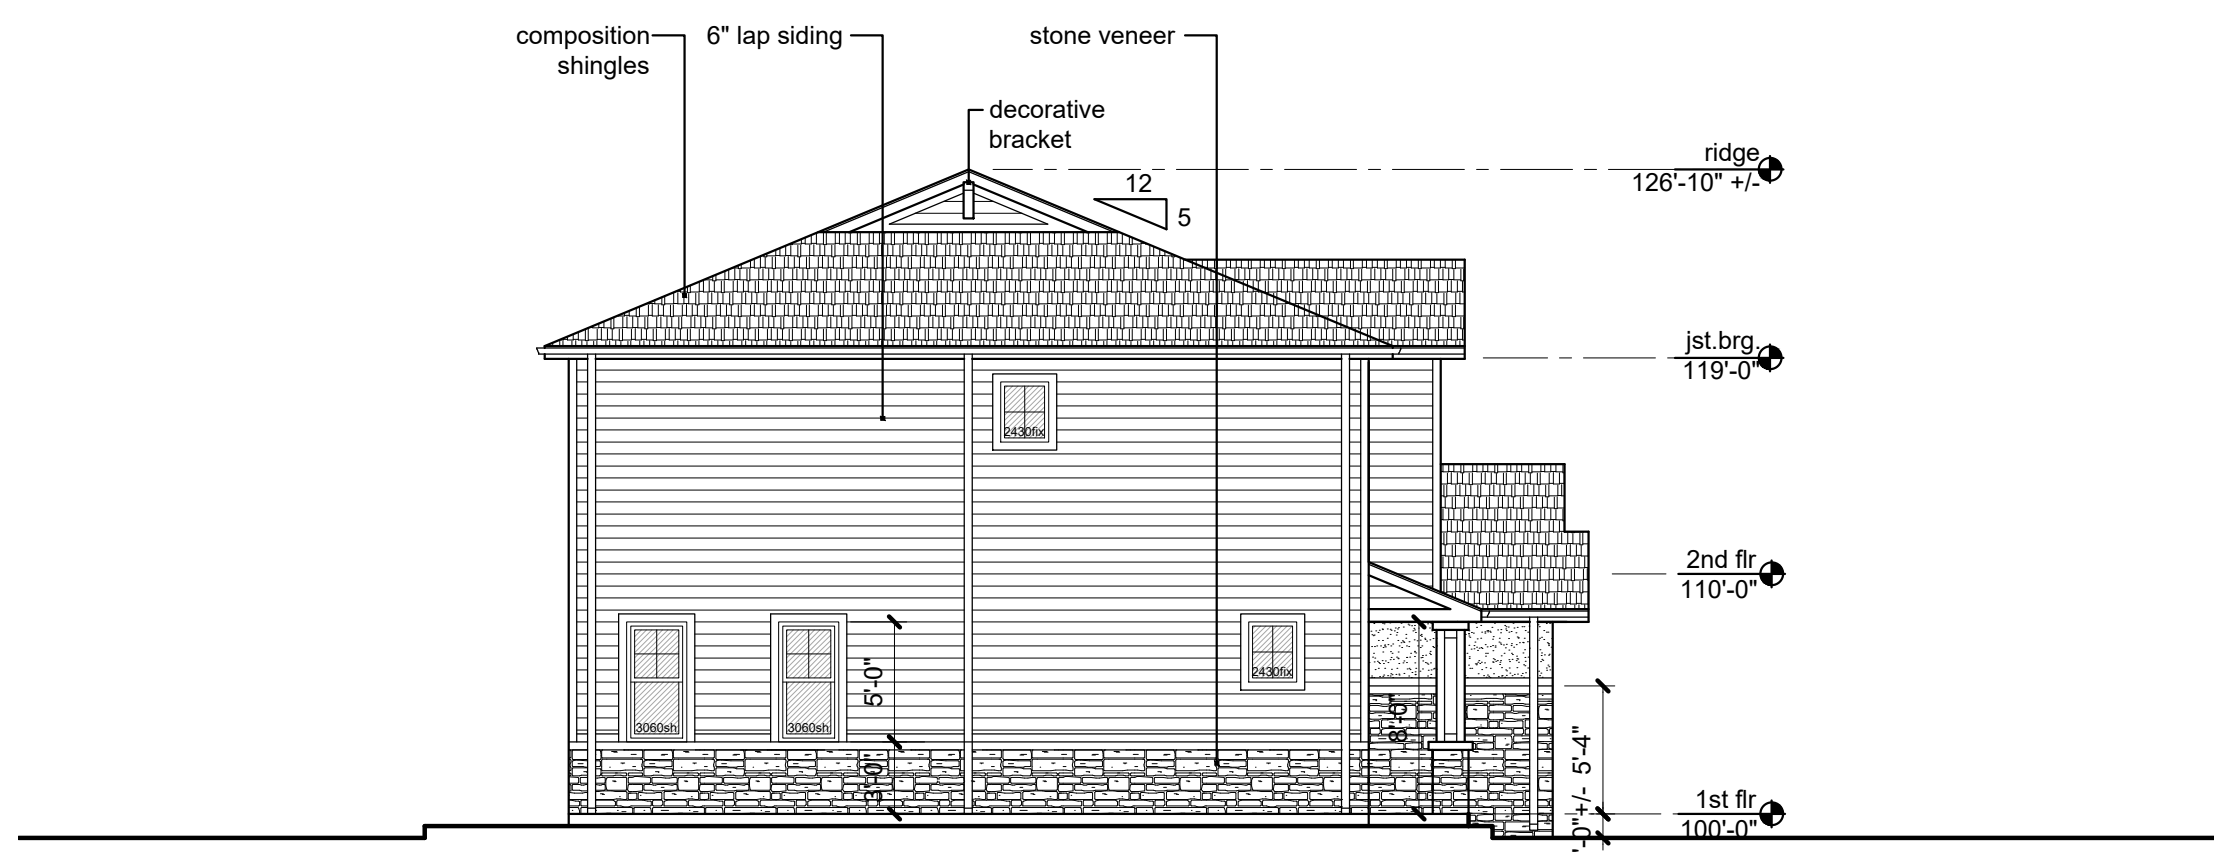 composition
shingles
6" lap siding
stone veneer
decorative
bracket
ridge
126'-10" +/-
12
5
jst.brg.
119'-0"
2430fix
2nd flr
110'-0"
5'-0"
2430fix
3060sh
3060sh
8'-0"
3'-0"
5'-4"
'-0"+/-
1st flr
100'-0"